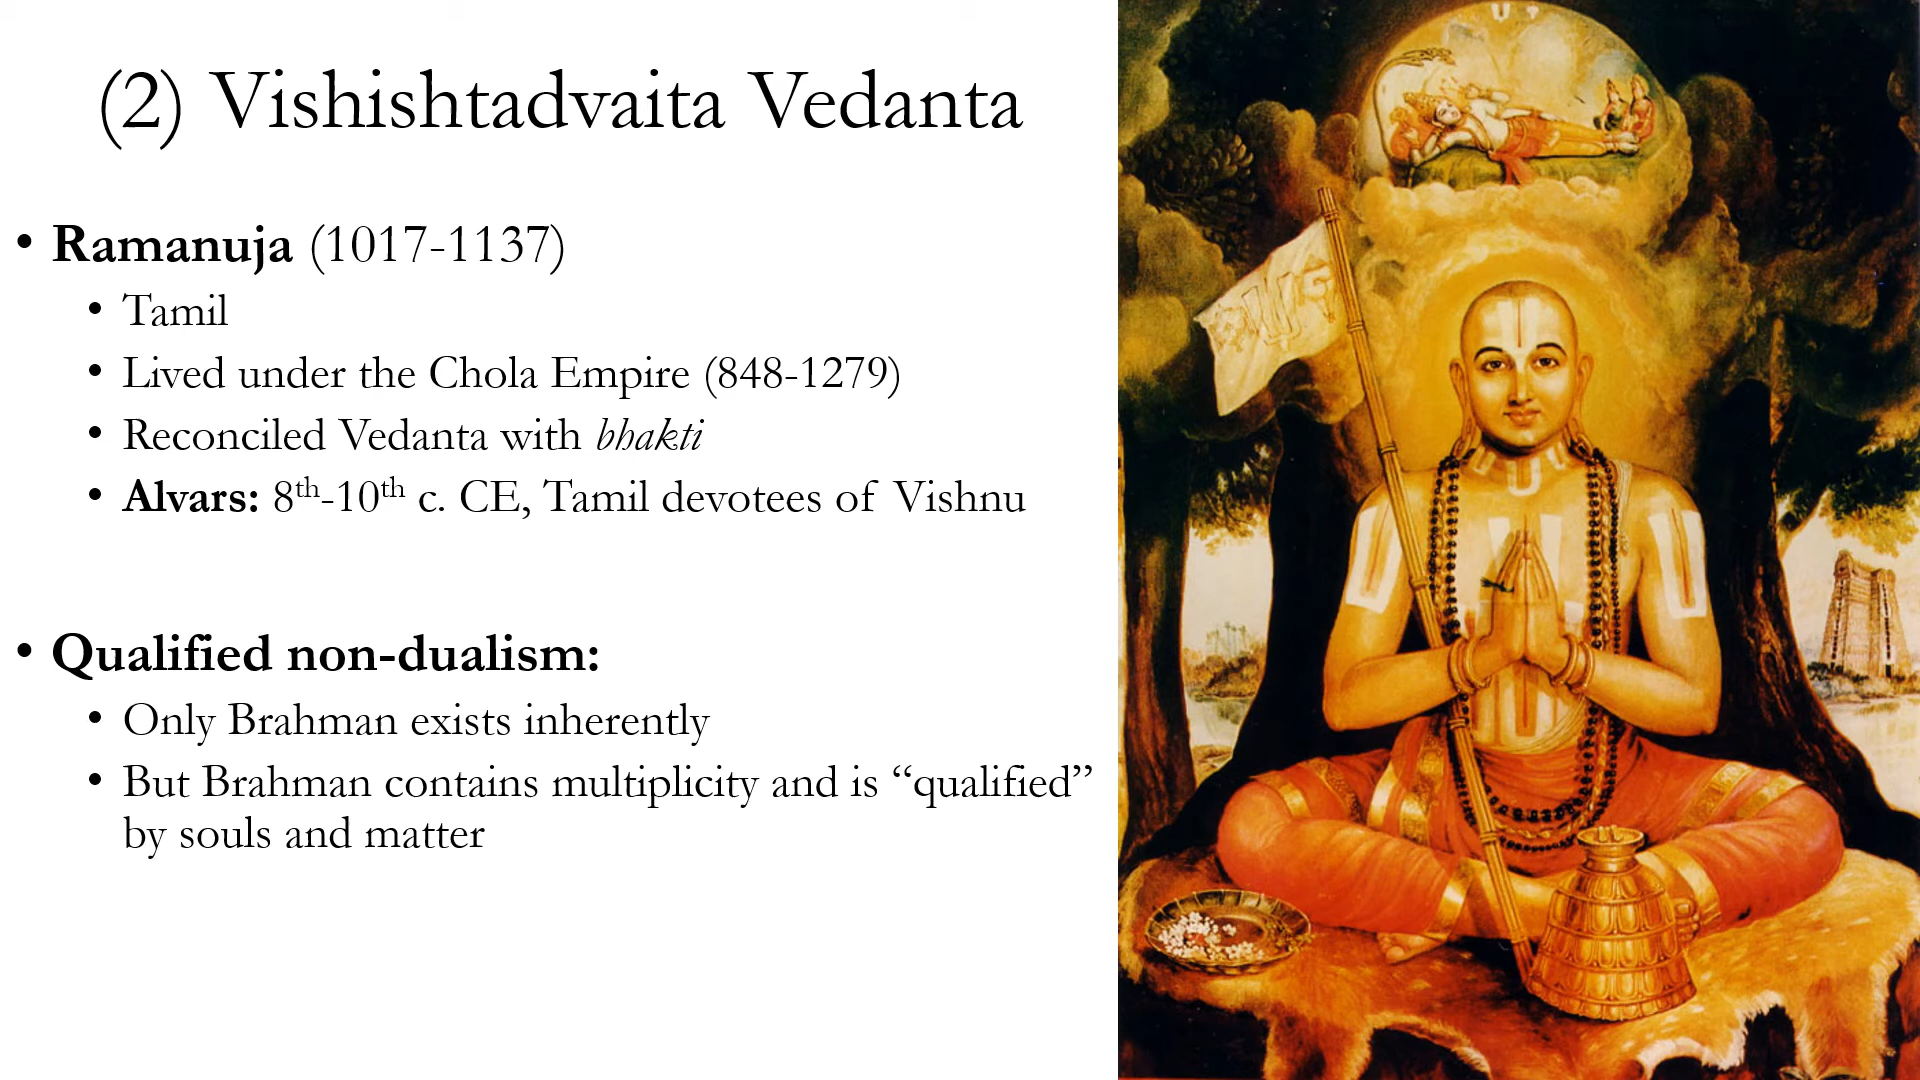 (2) Vishishtadvaita Vedanta
• Ramanuja (1017-1137)
• Tamil
• Lived under the Chola Empire (848-1279)
• Reconciled Vedanta with bhakti
• Alvars: 8th-10th c. CE, Tamil devotees of Vishnu
• Qualified non-dualism:
• Only Brahman exists inherently
• But Brahman contains multiplicity and is “qualified”
by souls and matter